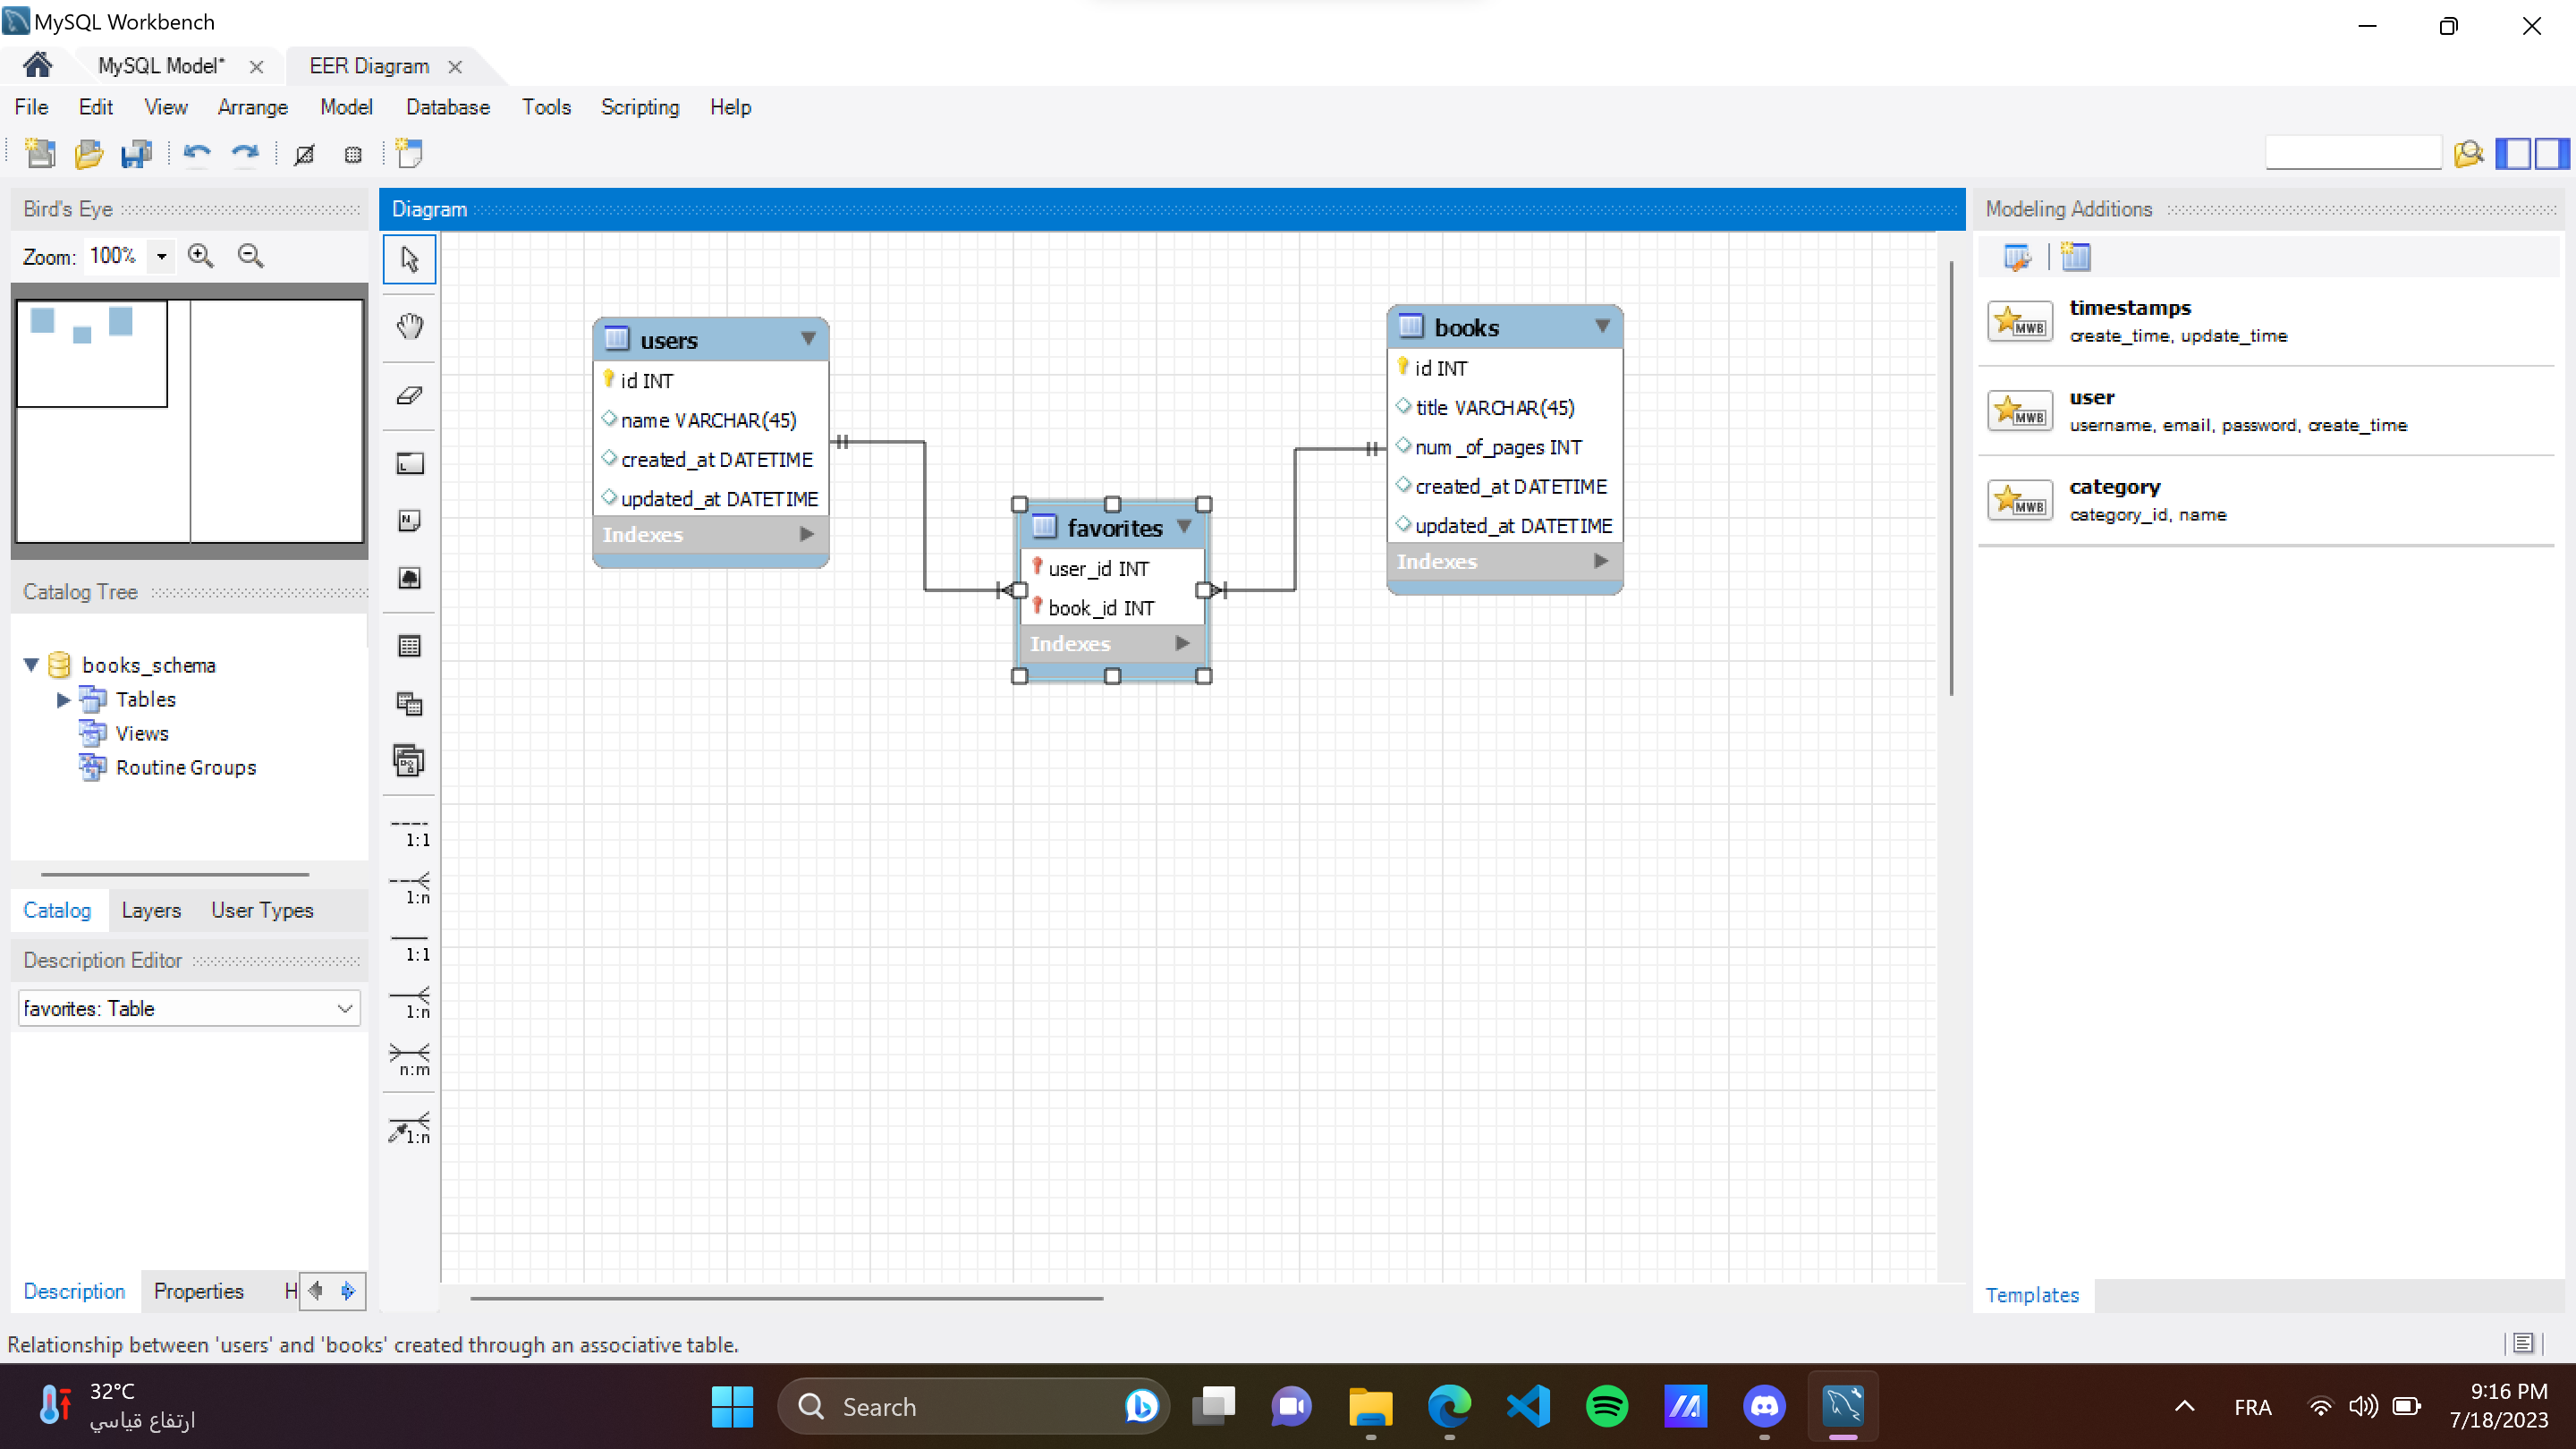 MySQL Workbench
MySQL Model*
EER Diagram
File Edit View Arrange Model Database Tools Scripting Help
Bird's Eye
Zoom: 100%
Catalog Tree
books_schema
Tables
Views
Routine Groups
Catalog Layers User Types
Description Editor
favorites: Table
Description Properties H
Diagram
1:1
1:n
1:1
1:n
n:m
1:n
users
id INT
name VARCHAR(45)
created_at DATETIME
updated_at DATETIME
Indexes
favorites
user_id INT
book_id INT
Indexes
books
id INT
title VARCHAR(45)
num_of_pages INT
created_at DATETIME
updated_at DATETIME
Indexes
Modeling Additions
MWB
timestamps
create_time, update_time
MWB
user
username, email, password, create_time
MWB
category
category_id, name
Templates
Relationship between 'users' and 'books' created through an associative table.
32°C
ارتفاع قياسي
Search
FRA
9:16 PM
7/18/2023